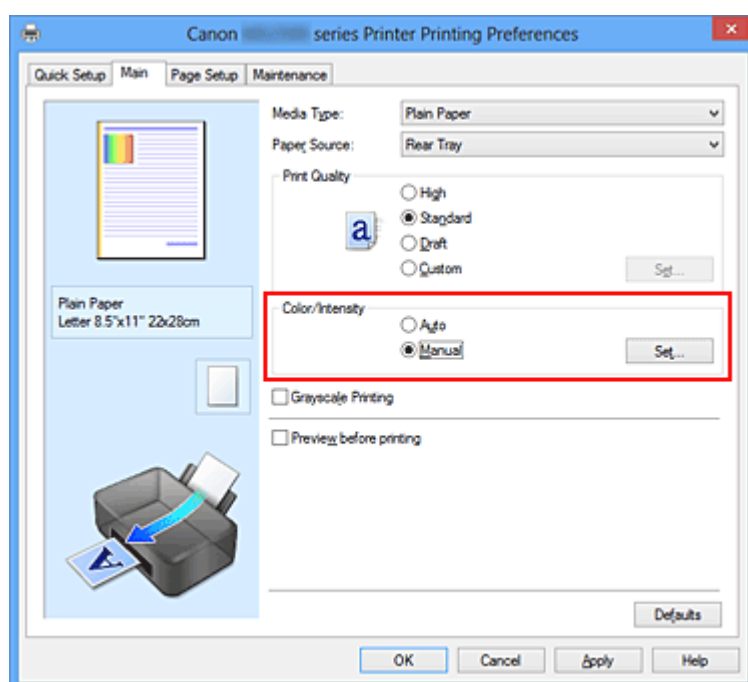 Canon series Printer Printing Preferences
Quick Setup Main Page Setup Maintenance
Media Type: Plain Paper
Paper Source: Rear Tray
Print Quality
High
a Standard
Draft
Custom Set...
Plain Paper
Letter 8.5"x11" 22x28cm
Color/Intensity
Auto
Manual Set...
Grayscale Printing
Preview before printing
A
Defaults
OK Cancel Apply Help